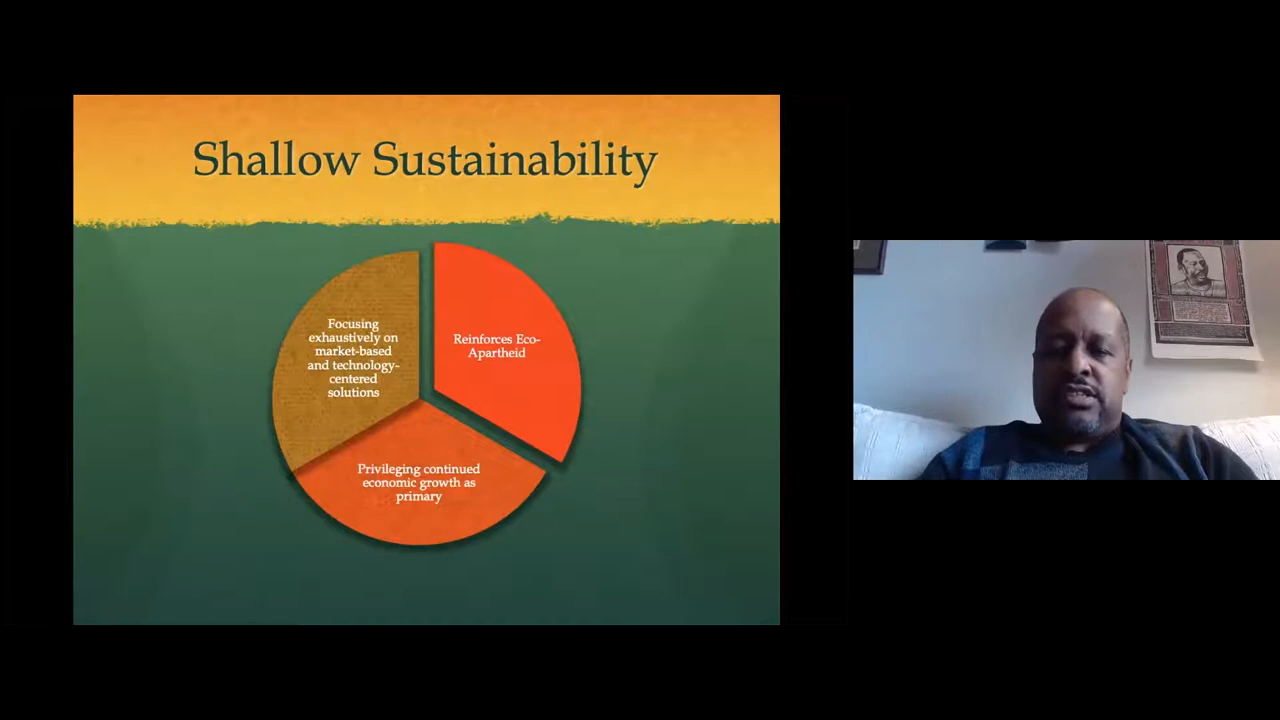 Shallow Sustainability
Focusing
exhaustively on
market-based
and technology-
centered
solutions
Reinforces Eco-
Apartheid
Privileging continued
economic growth as
primary